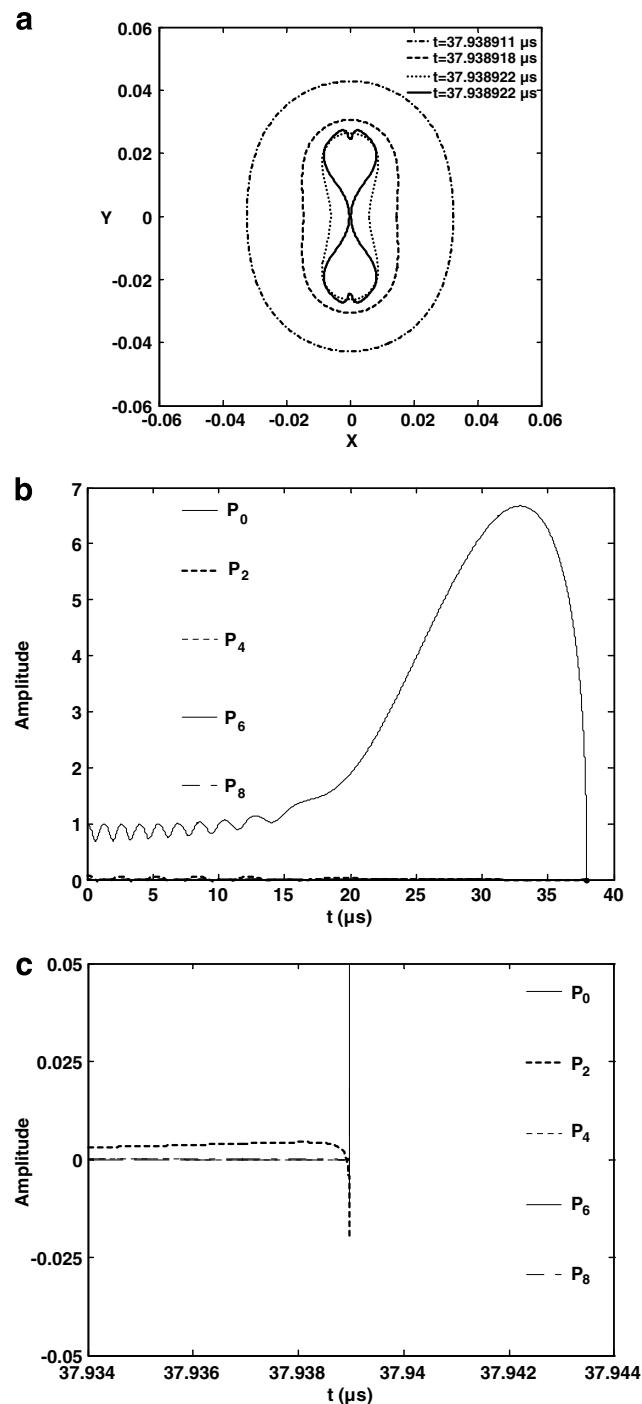 a
0.06
0.04
0.02
0
-0.02
-0.04
-0.06
Y
t=37.938911 µs
t=37.938918 µs
t=37.938922 µs
t=37.938922 µs
-0.06 -0.04 -0.02 0 0.02 0.04 0.06
X
b
7
6
5
4
3
2
1
0
Amplitude
P0
P2
P4
P6
P8
0 5 10 15 20 25 30 35 40
t (µs)
c
0.05
0.025
0
-0.025
-0.05
Amplitude
P0
P2
P4
P6
P8
37.934 37.936 37.938 37.94 37.942 37.944
t (µs)